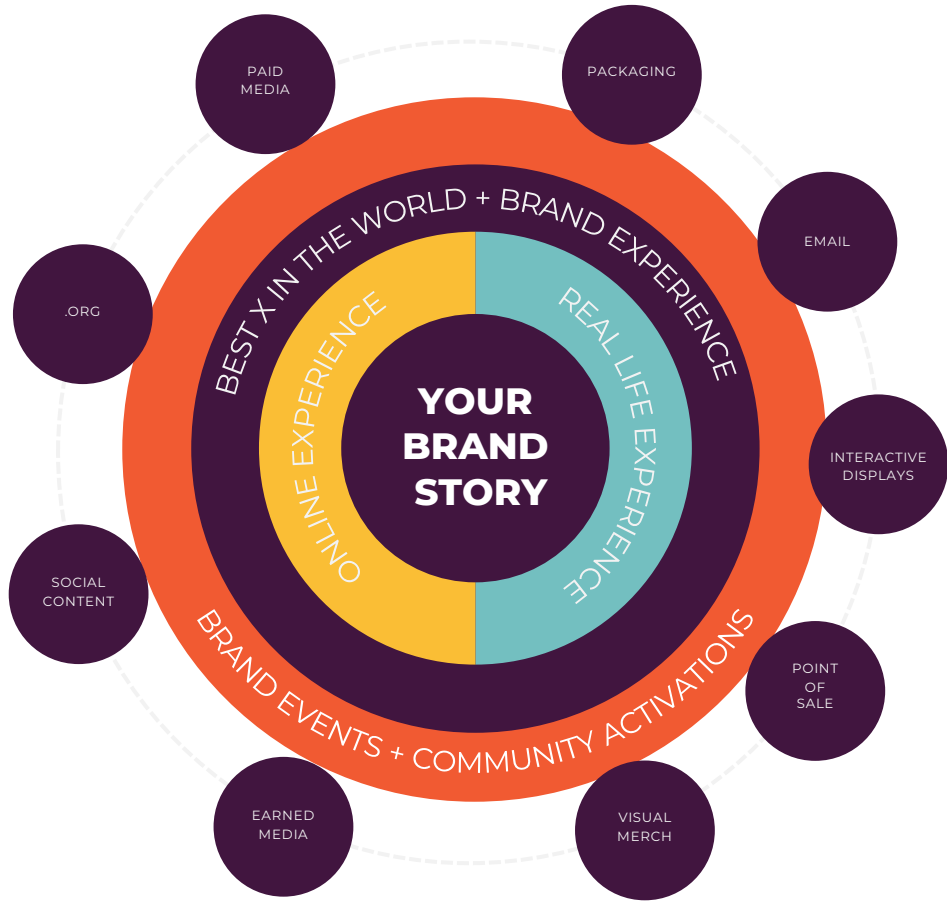 PAID
MEDIA
PACKAGING
EMAIL
.ORG
INTERACTIVE
DISPLAYS
SOCIAL
CONTENT
POINT
OF
SALE
EARNED
MEDIA
VISUAL
MERCH
BEST X IN THE WORLD + BRAND EXPERIENCE
ONLINE EXPERIENCE
REAL LIFE EXPERIENCE
YOUR
BRAND
STORY
BRAND EVENTS + COMMUNITY ACTIVATIONS